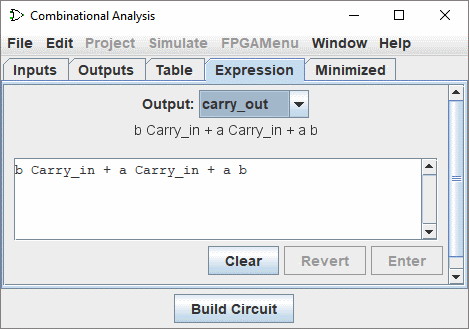 Combinational Analysis
File Edit Project Simulate FPGAMenu Window Help
Inputs Outputs Table Expression Minimized
Output: carry_out
b Carry_in + a Carry_in + a b
b Carry_in + a Carry_in + a b
Clear Revert Enter
Build Circuit